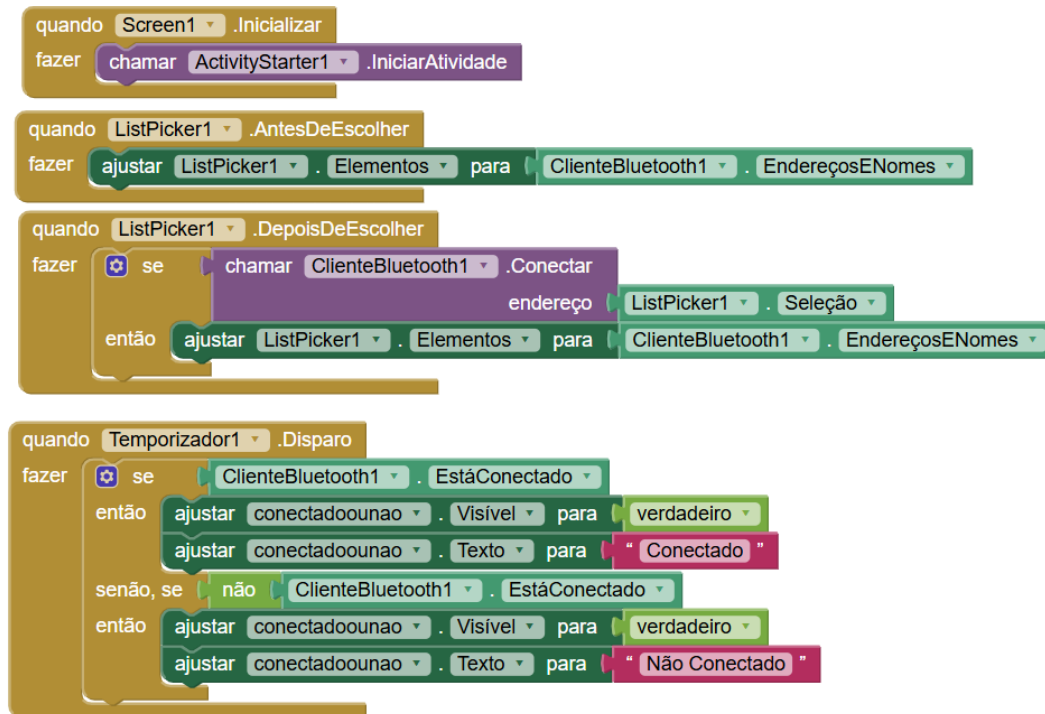 quando Screen1 .Inicializar
fazer chamar ActivityStarter1 .IniciarAtividade
quando ListPicker1 .AntesDeEscolher
fazer ajustar ListPicker1 . Elementos para ClienteBluetooth1 . EndereçosENomes
quando ListPicker1 .DepoisDeEscolher
fazer se chamar ClienteBluetooth1 .Conectar
endereço ListPicker1 . Seleção
então ajustar ListPicker1 . Elementos para ClienteBluetooth1 . EndereçosENomes
quando Temporizador1 .Disparo
fazer se ClienteBluetooth1 . EstáConectado
então ajustar conectadoounao . Visível para verdadeiro
ajustar conectadoounao . Texto para “ Conectado ”
senão, se não ClienteBluetooth1 . EstáConectado
então ajustar conectadoounao . Visível para verdadeiro
ajustar conectadoounao . Texto para “ Não Conectado ”